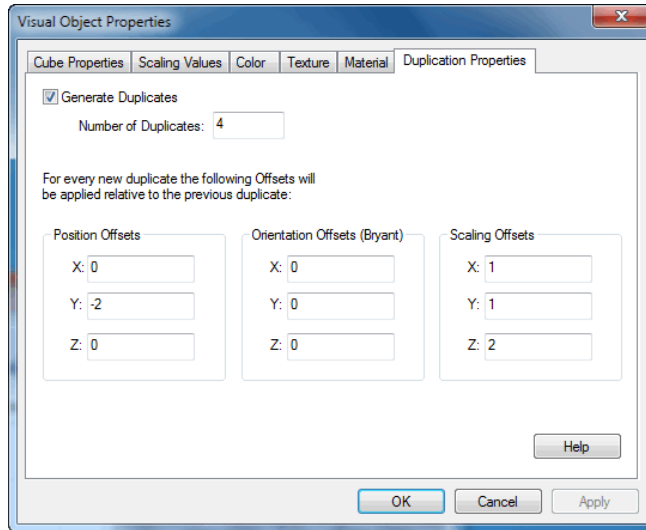 Visual Object Properties
Cube Properties Scaling Values Color Texture Material Duplication Properties
Generate Duplicates
Number of Duplicates: 4
For every new duplicate the following Offsets will
be applied relative to the previous duplicate:
Position Offsets
X: 0
Y: -2
Z: 0
Orientation Offsets (Bryant)
X: 0
Y: 0
Z: 0
Scaling Offsets
X: 1
Y: 1
Z: 2
Help
OK Cancel Apply